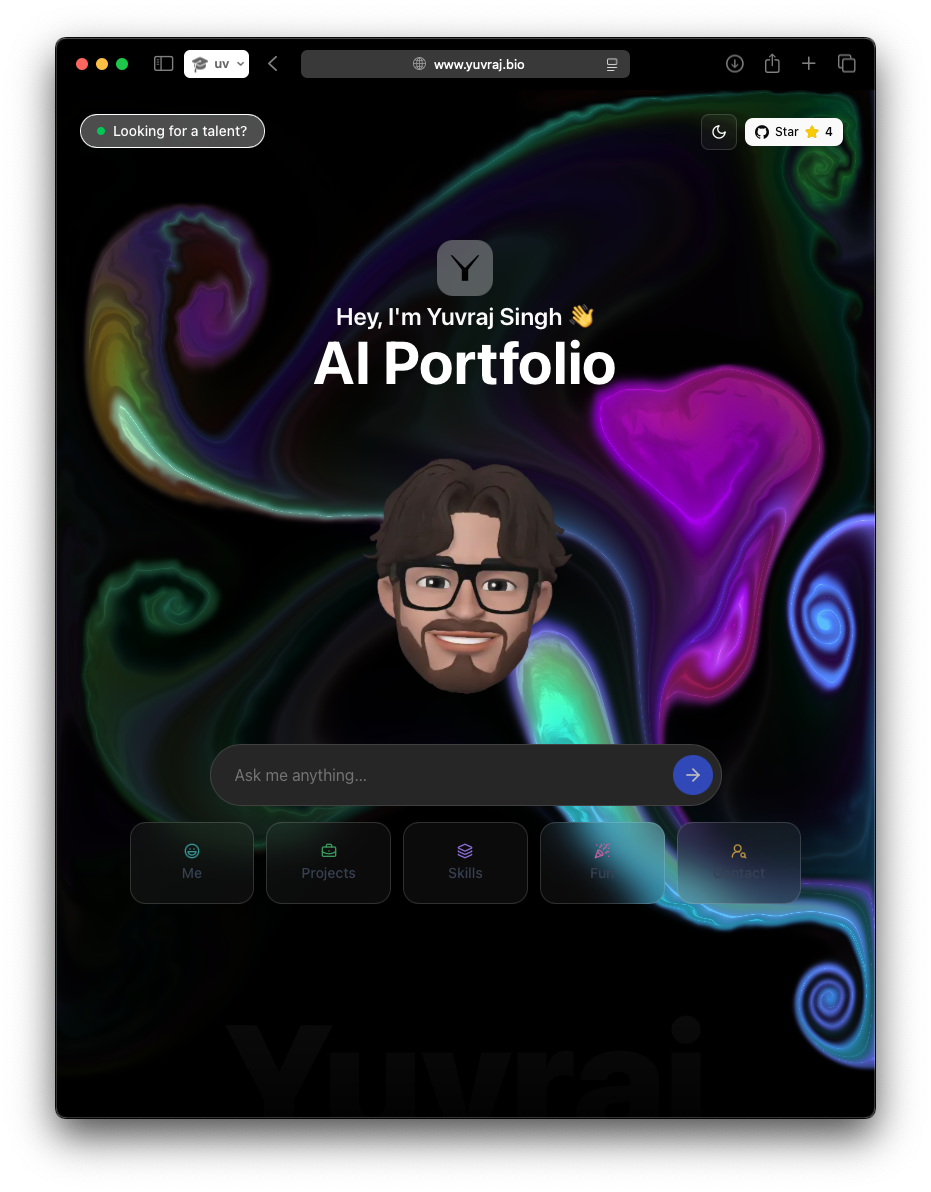 uv
www.yuvraj.bio
Looking for a talent?
Star ⭐ 4
Y
Hey, I'm Yuvraj Singh 👋
AI Portfolio
Ask me anything...
Me
Projects
Skills
Fun
Contact
Yuvraj